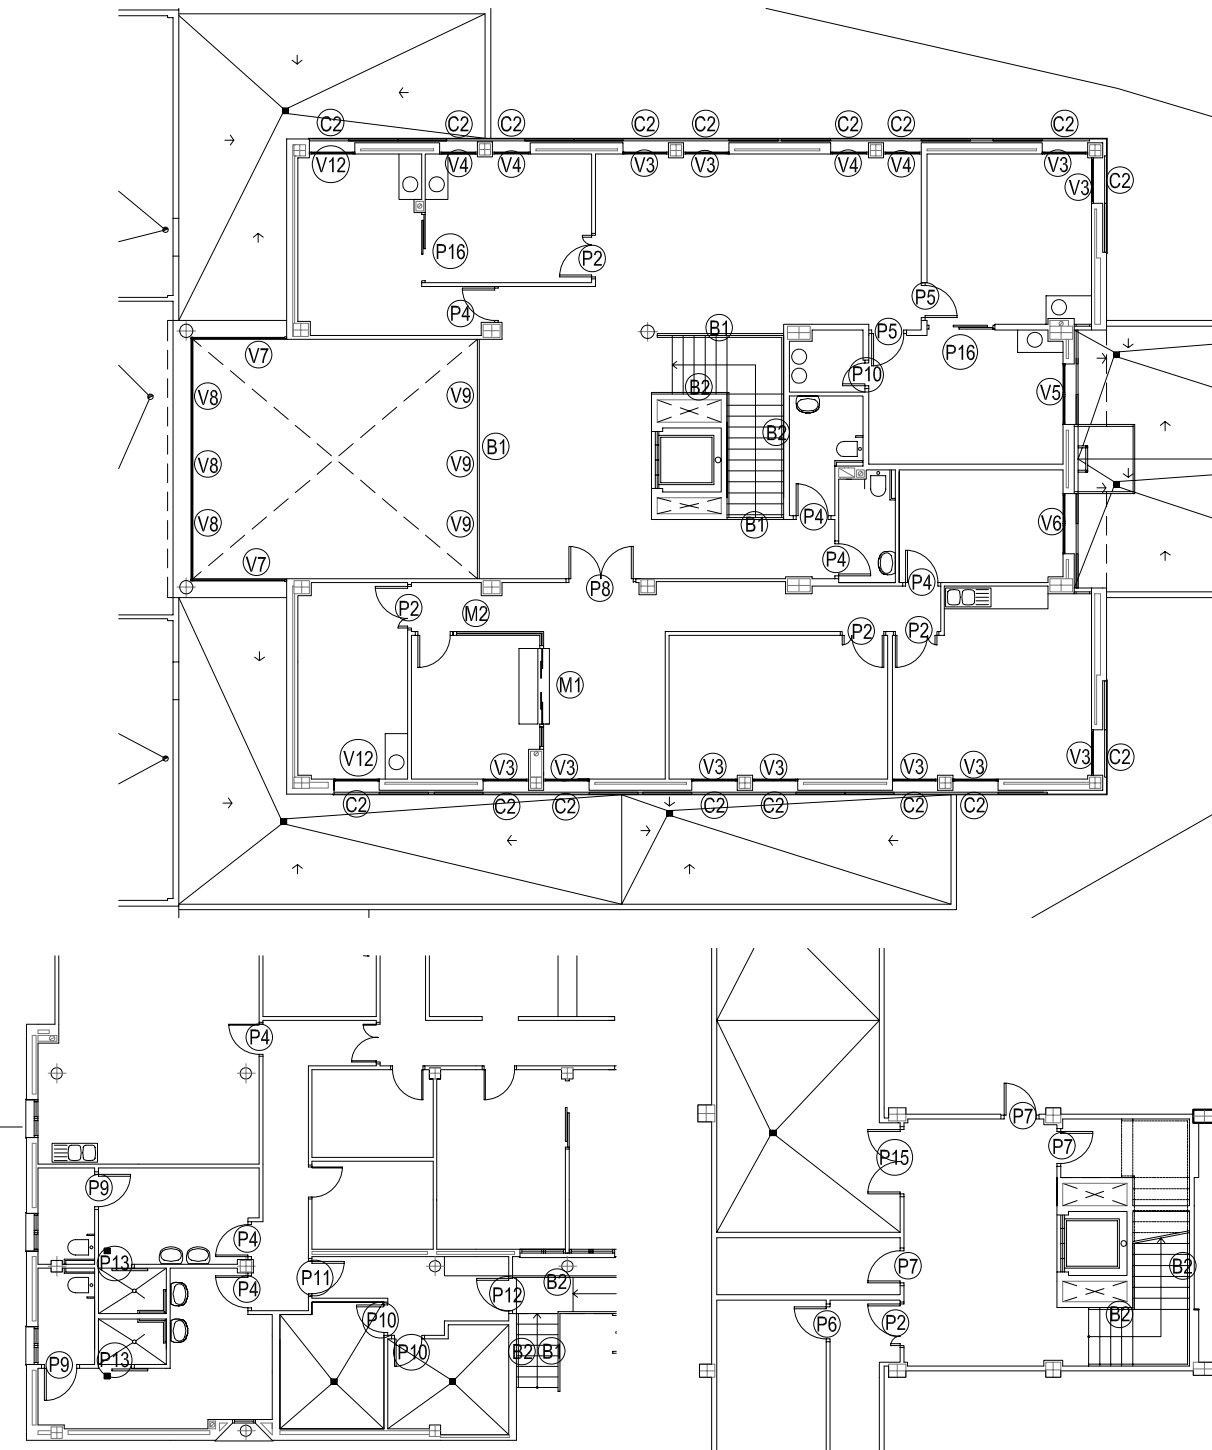 C2 C2 C2 C2 C2 C2 C2 C2
V12 V4 V4 V3 V3 V4 V4 V3
V3 C2
P16 P2
P5
P4
B1 P5
V7 P16
P10
B2
V8 V9 V5
B2
B1
V8 V9
V8 V9 B1 P4 V6
V7 P4
P8 P4
P2 M2
P2 P2
M1
V12 V3 V3 V3 V3 V3 V3 V3 C2
C2 C2 C2 C2 C2 C2 C2
P4
P9
P4
P13
P11 B2
P4 P12
P10
P10 B2 B1
P9 P13
P7
P7
P15
P7 B2
P6 P2 B2